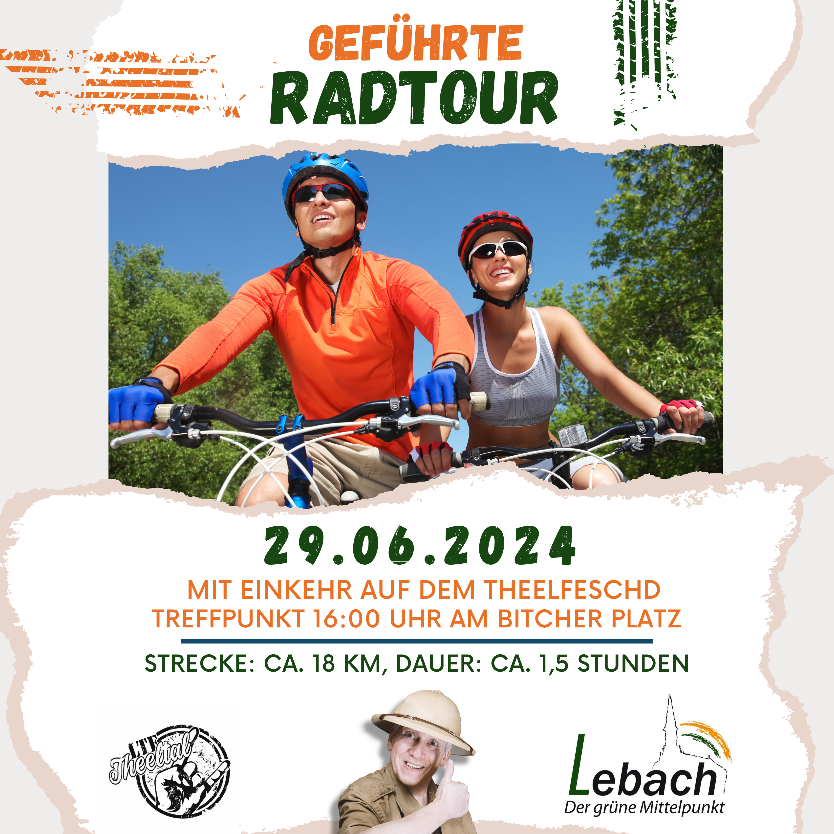 GEFÜHRTE
RADTOUR
29.06.2024
MIT EINKEHR AUF DEM THEELFESCHD
TREFFPUNKT 16:00 UHR AM BITCHER PLATZ
STRECKE: CA. 18 KM, DAUER: CA. 1,5 STUNDEN
Theeltal
Lebach
Der grüne Mittelpunkt